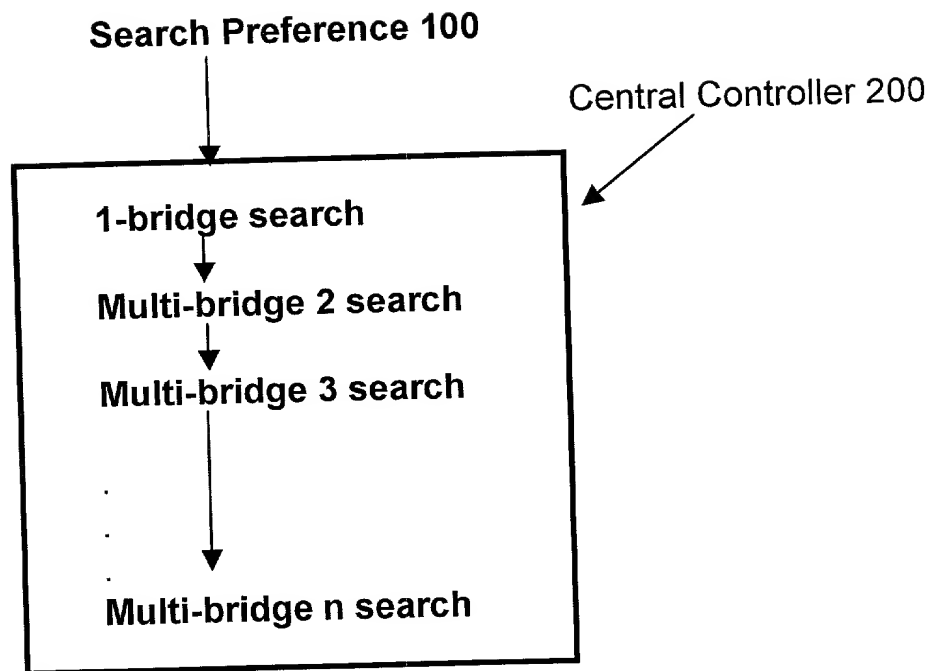 Search Preference 100
Central Controller 200
1-bridge search
Multi-bridge 2 search
Multi-bridge 3 search
.
.
.
Multi-bridge n search